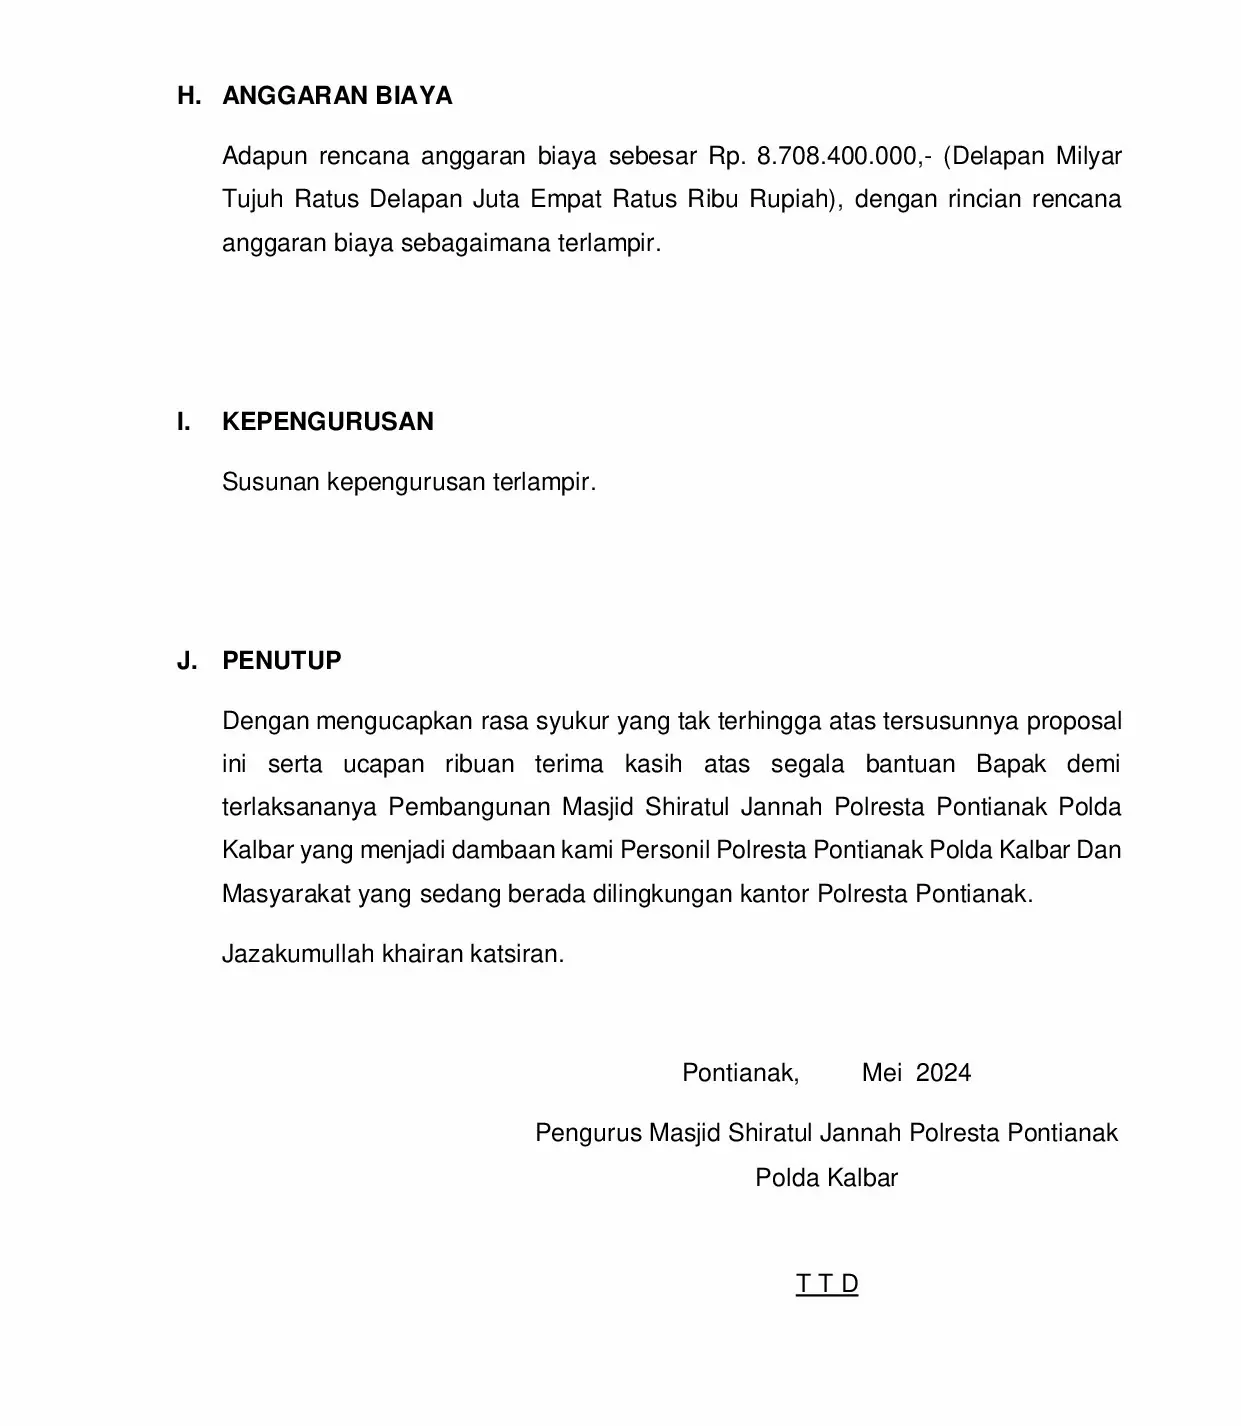 H. ANGGARAN BIAYA
Adapun rencana anggaran biaya sebesar Rp. 8.708.400.000,- (Delapan Milyar
Tujuh Ratus Delapan Juta Empat Ratus Ribu Rupiah), dengan rincian rencana
anggaran biaya sebagaimana terlampir.
I. KEPENGURUSAN
Susunan kepengurusan terlampir.
J. PENUTUP
Dengan mengucapkan rasa syukur yang tak terhingga atas tersusunnya proposal
ini serta ucapan ribuan terima kasih atas segala bantuan Bapak demi
terlaksananya Pembangunan Masjid Shiratul Jannah Polresta Pontianak Polda
Kalbar yang menjadi dambaan kami Personil Polresta Pontianak Polda Kalbar Dan
Masyarakat yang sedang berada dilingkungan kantor Polresta Pontianak.
Jazakumullah khairan katsiran.
Pontianak, Mei 2024
Pengurus Masjid Shiratul Jannah Polresta Pontianak
Polda Kalbar
T T D